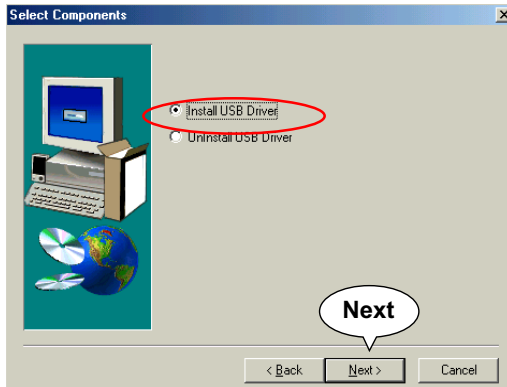 Select Components
Install USB Driver
UnInstall USB Driver
Next
< Back Next > Cancel